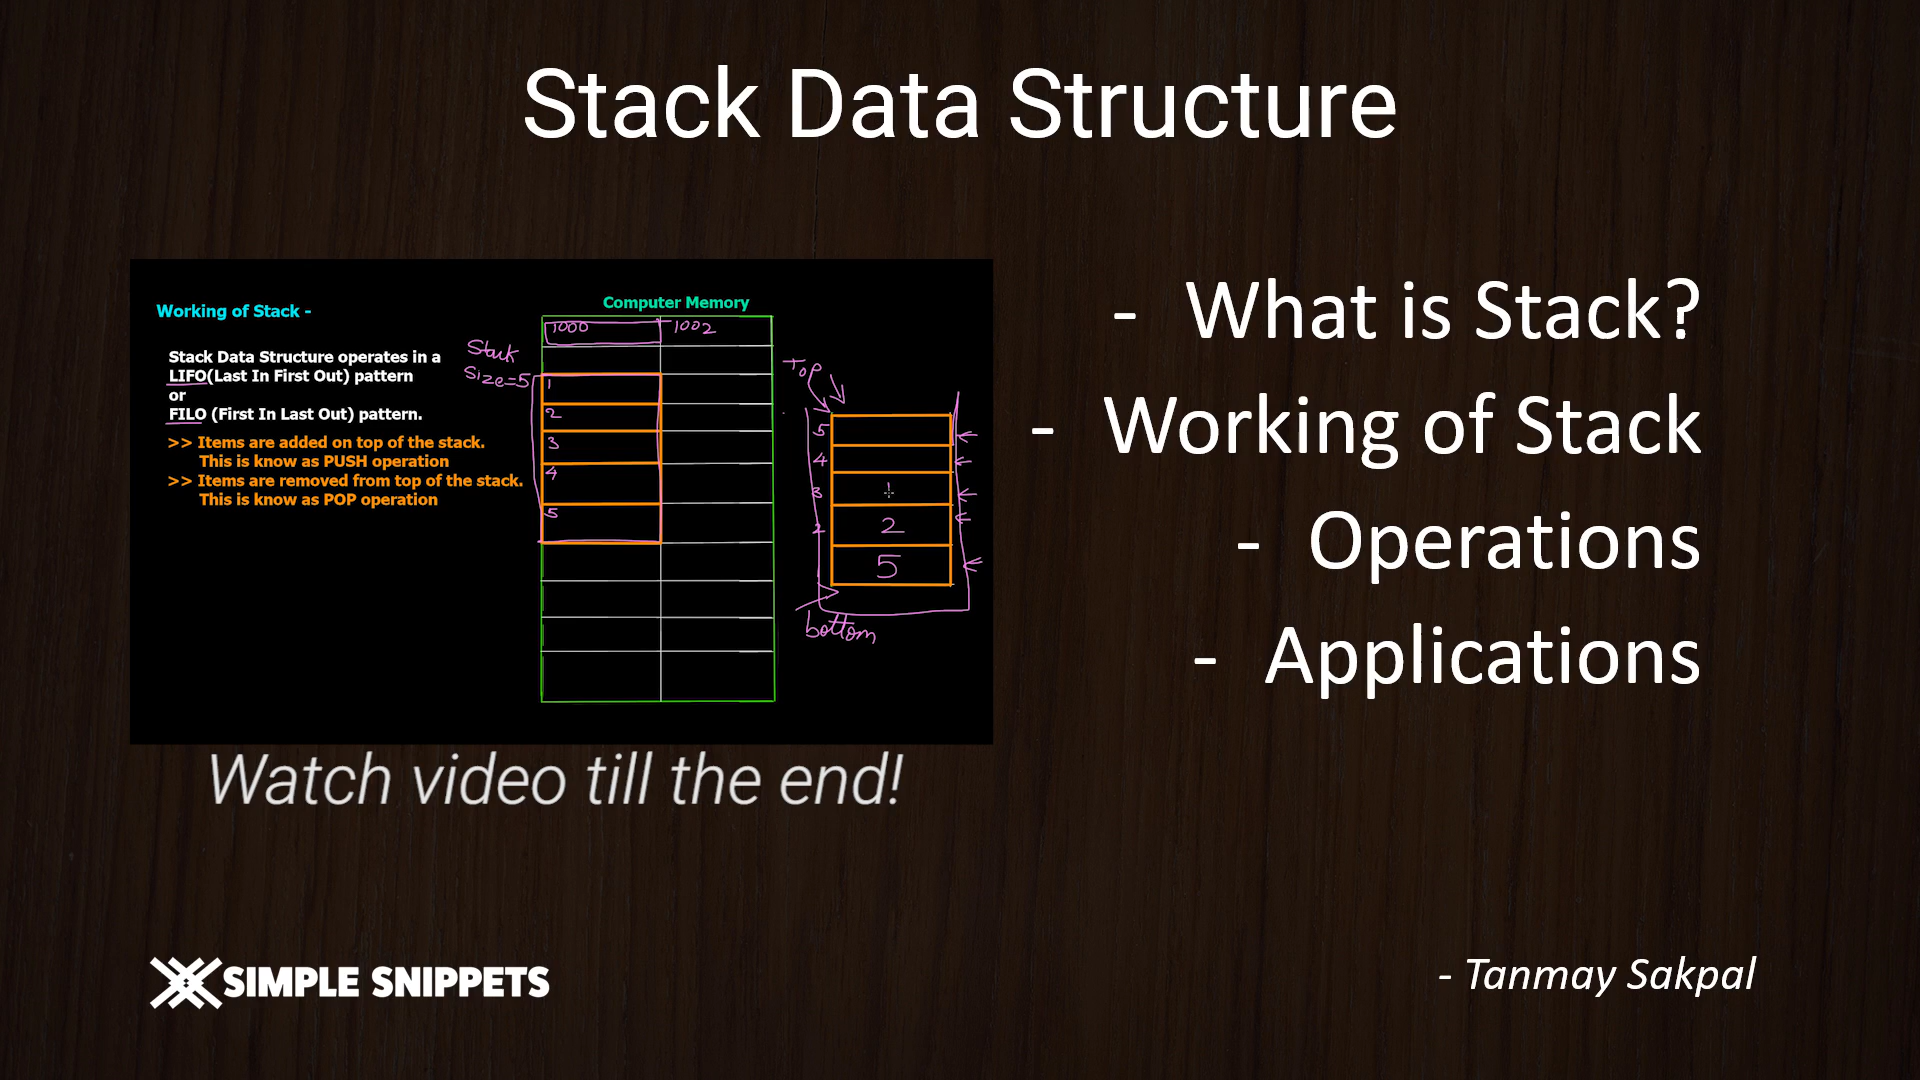 Stack Data Structure
Working of Stack -
Stack Data Structure operates in a
LIFO(Last In First Out) pattern
or
FILO (First In Last Out) pattern.
>> Items are added on top of the stack.
This is know as PUSH operation
>> Items are removed from top of the stack.
This is know as POP operation
Computer Memory
1000
1002
Stack
Size=5
1
2
3
4
5
Top
5
4
3
2
1
2
5
bottom
- What is Stack?
- Working of Stack
- Operations
- Applications
Watch video till the end!
SIMPLE SNIPPETS
- Tanmay Sakpal